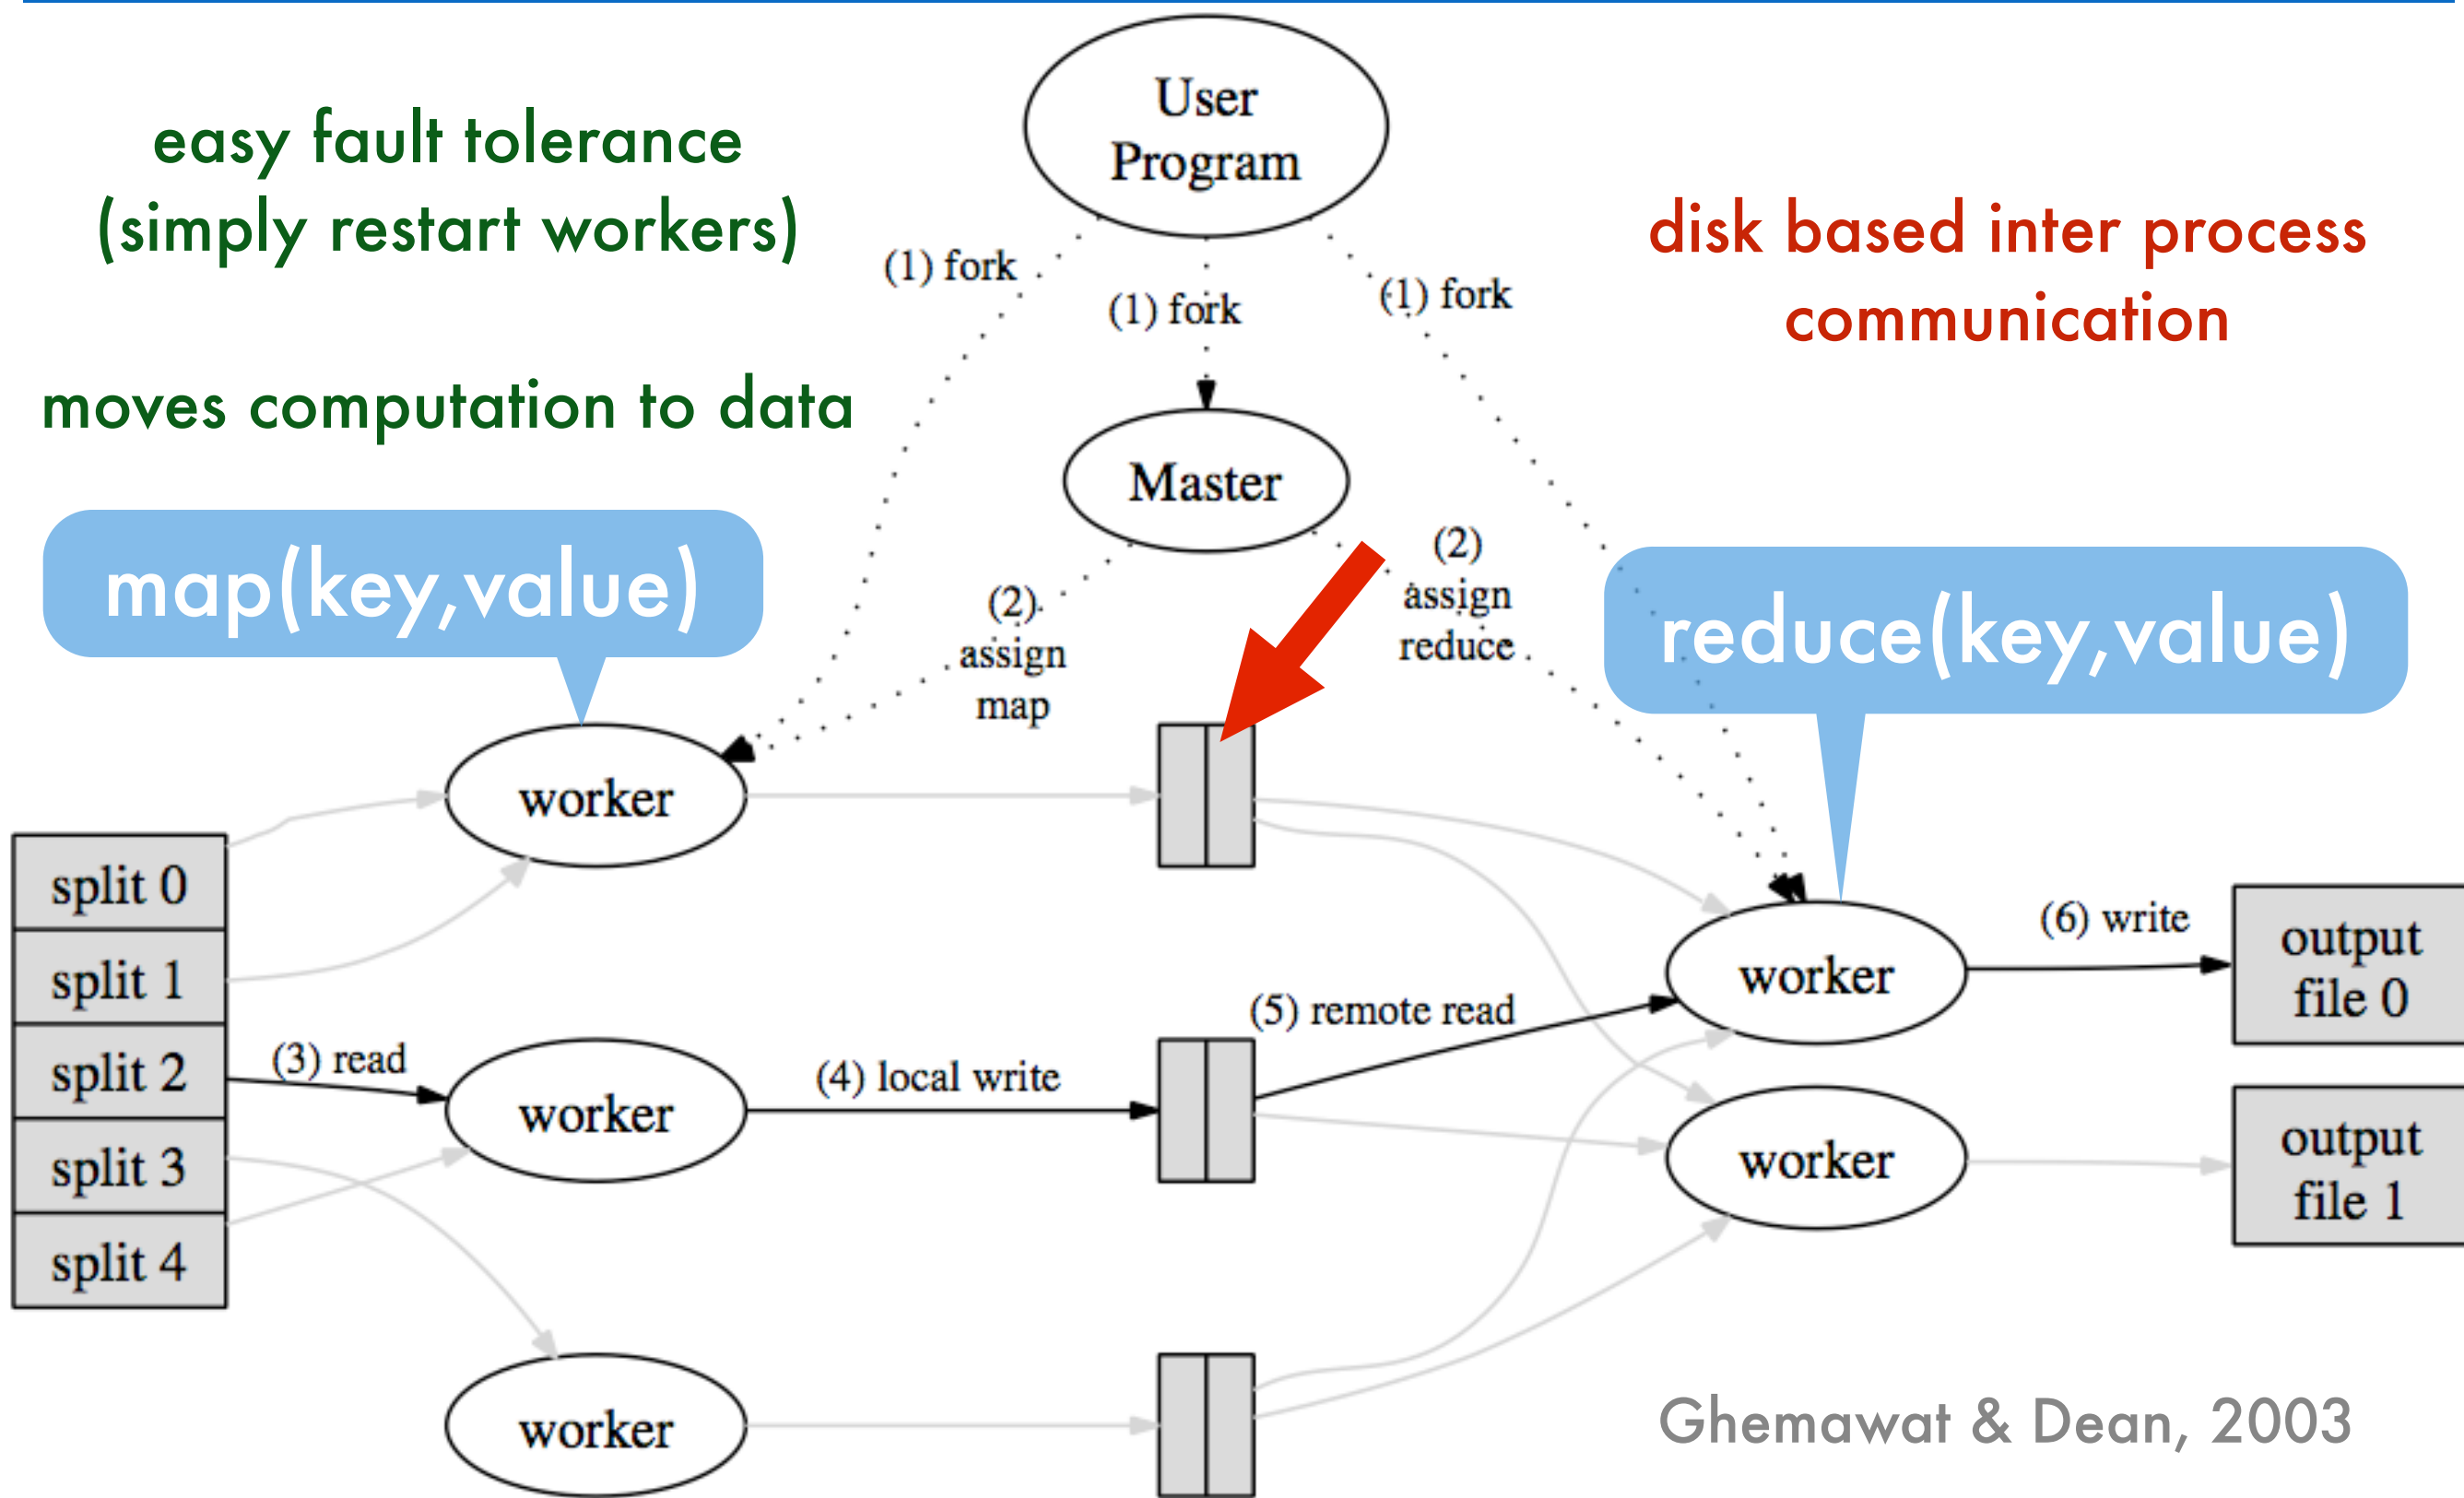 User
Program
easy fault tolerance
(simply restart workers)
disk based inter process
communication
(1) fork
(1) fork
(1) fork
moves computation to data
Master
map(key,value)
(2)
assign
map
(2)
assign
reduce
reduce(key,value)
worker
split 0
split 1
split 2
split 3
split 4
(3) read
worker
(4) local write
(5) remote read
worker
(6) write
output
file 0
worker
output
file 1
worker
Ghemawat & Dean, 2003